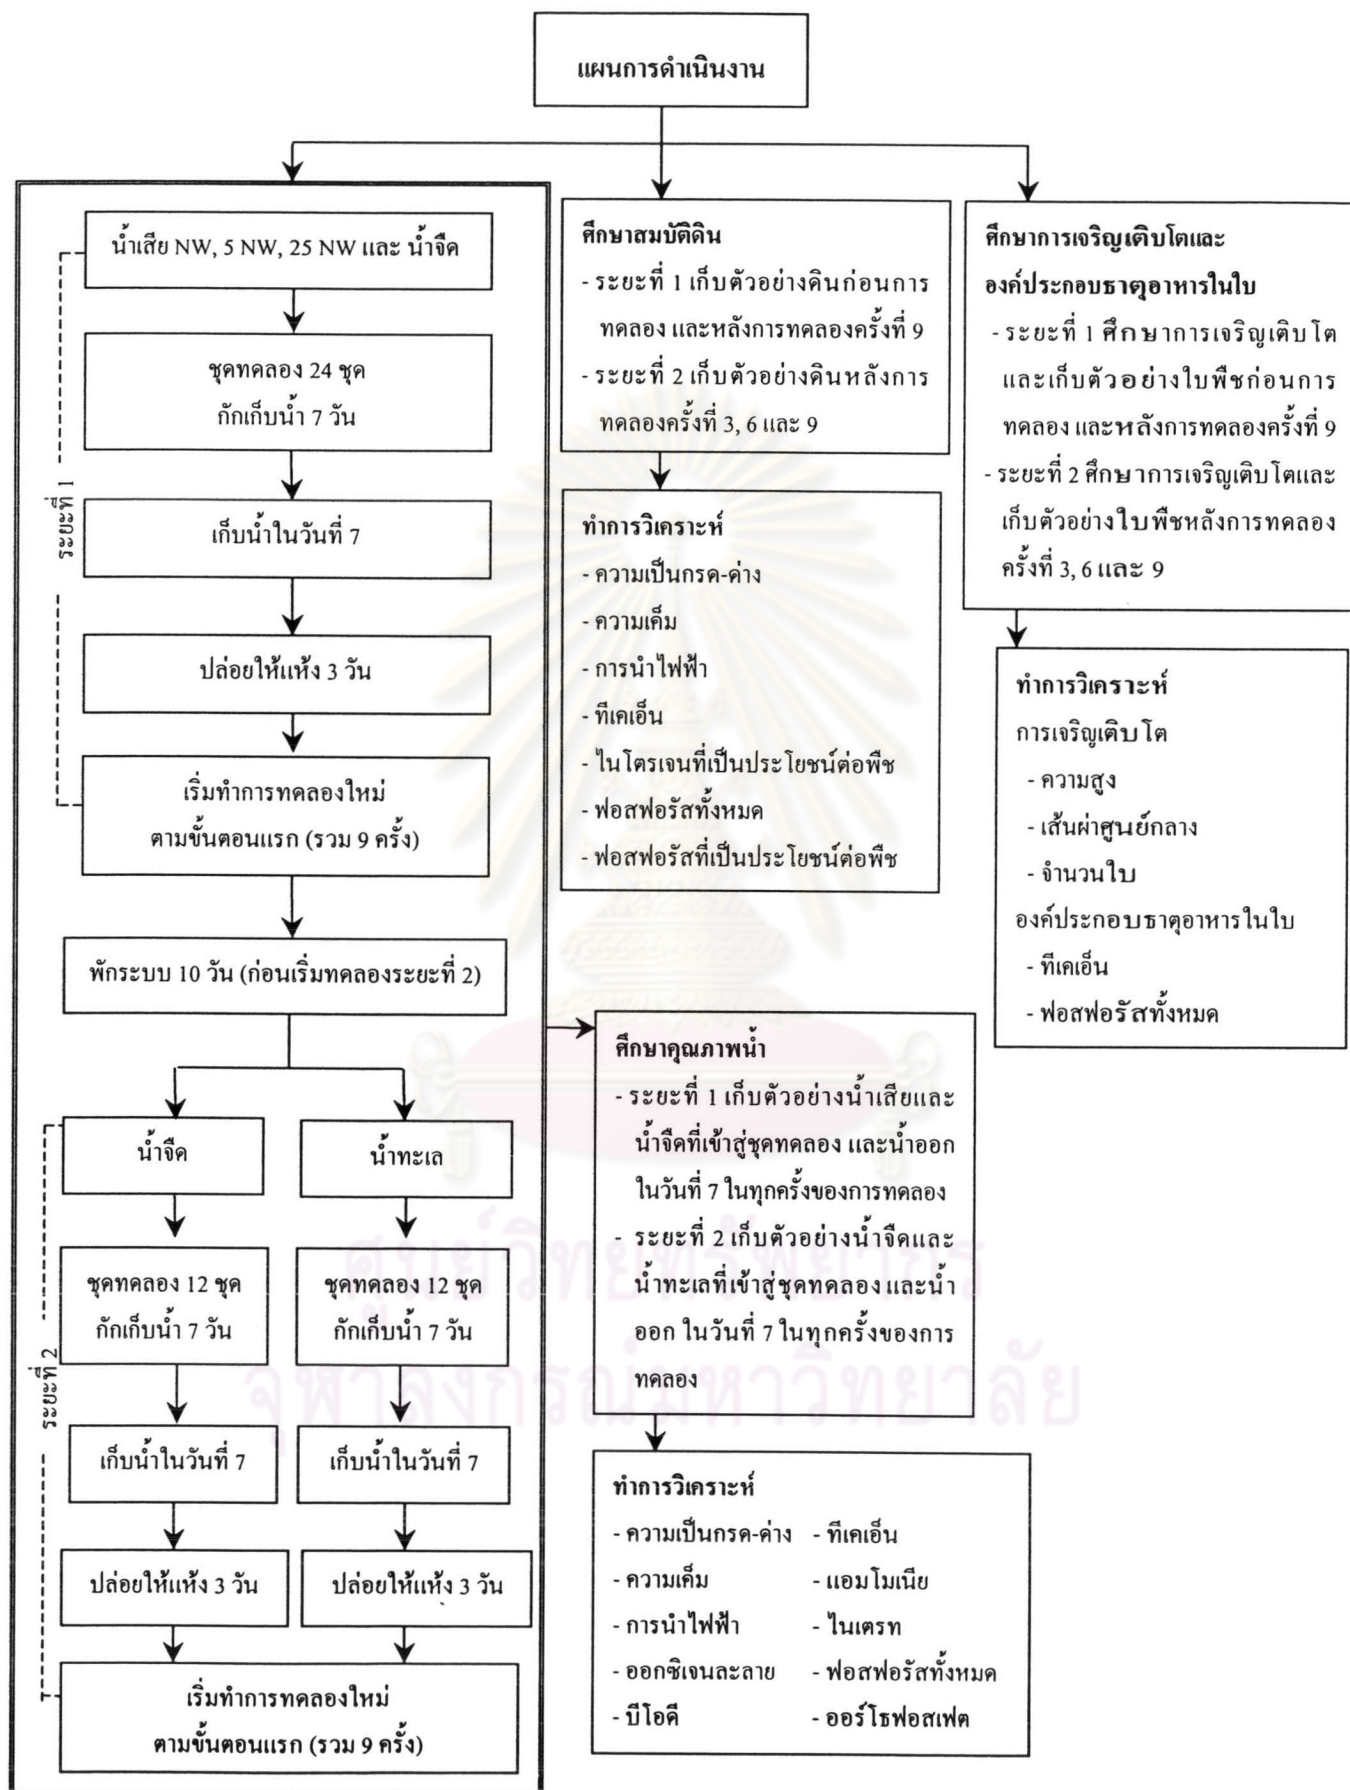 แผนการดำเนินงาน
ระยะที่ 1
น้ำเสีย NW, 5 NW, 25 NW และ น้ำจืด
ชุดทดลอง 24 ชุด
กักเก็บน้ำ 7 วัน
เก็บน้ำในวันที่ 7
ปล่อยให้แห้ง 3 วัน
เริ่มทำการทดลองใหม่
ตามขั้นตอนแรก (รวม 9 ครั้ง)
พักระบบ 10 วัน (ก่อนเริ่มทดลองระยะที่ 2)
ระยะที่ 2
น้ำจืด
ชุดทดลอง 12 ชุด
กักเก็บน้ำ 7 วัน
เก็บน้ำในวันที่ 7
ปล่อยให้แห้ง 3 วัน
น้ำทะเล
ชุดทดลอง 12 ชุด
กักเก็บน้ำ 7 วัน
เก็บน้ำในวันที่ 7
ปล่อยให้แห้ง 3 วัน
เริ่มทำการทดลองใหม่
ตามขั้นตอนแรก (รวม 9 ครั้ง)
ศึกษาสมบัติดิน
- ระยะที่ 1 เก็บตัวอย่างดินก่อนการ
ทดลอง และหลังการทดลองครั้งที่ 9
- ระยะที่ 2 เก็บตัวอย่างดินหลังการ
ทดลองครั้งที่ 3, 6 และ 9
ทำการวิเคราะห์
- ความเป็นกรด-ด่าง
- ความเค็ม
- การนำไฟฟ้า
- ทีเคเอ็น
- ไนโตรเจนที่เป็นประโยชน์ต่อพืช
- ฟอสฟอรัสทั้งหมด
- ฟอสฟอรัสที่เป็นประโยชน์ต่อพืช
ศึกษาการเจริญเติบโตและ
องค์ประกอบธาตุอาหารในใบ
- ระยะที่ 1 ศึกษาการเจริญเติบโต
และเก็บตัวอย่างใบพืชก่อนการ
ทดลอง และหลังการทดลองครั้งที่ 9
- ระยะที่ 2 ศึกษาการเจริญเติบโตและ
เก็บตัวอย่างใบพืชหลังการทดลอง
ครั้งที่ 3, 6 และ 9
ทำการวิเคราะห์
การเจริญเติบโต
- ความสูง
- เส้นผ่าศูนย์กลาง
- จำนวนใบ
องค์ประกอบธาตุอาหารในใบ
- ทีเคเอ็น
- ฟอสฟอรัสทั้งหมด
ศึกษาคุณภาพน้ำ
- ระยะที่ 1 เก็บตัวอย่างน้ำเสียและ
น้ำจืดที่เข้าสู่ชุดทดลอง และน้ำออก
ในวันที่ 7 ในทุกครั้งของการทดลอง
- ระยะที่ 2 เก็บตัวอย่างน้ำจืดและ
น้ำทะเลที่เข้าสู่ชุดทดลอง และน้ำ
ออก ในวันที่ 7 ในทุกครั้งของการ
ทดลอง
ทำการวิเคราะห์
- ความเป็นกรด-ด่าง - ทีเคเอ็น
- ความเค็ม - แอมโมเนีย
- การนำไฟฟ้า - ไนเตรท
- ออกซิเจนละลาย - ฟอสฟอรัสทั้งหมด
- บีโอดี - ออร์โธฟอสเฟต
ศูนย์วิทยทรัพยากร
จุฬาลงกรณ์มหาวิทยาลัย